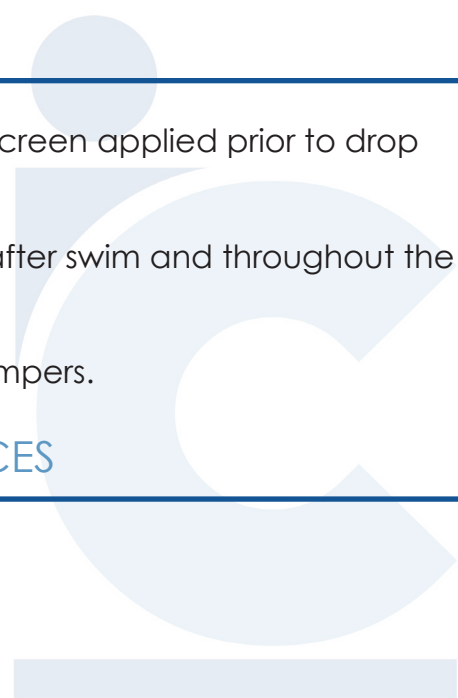 creen applied prior to drop
after swim and throughout the
mpers.
CES